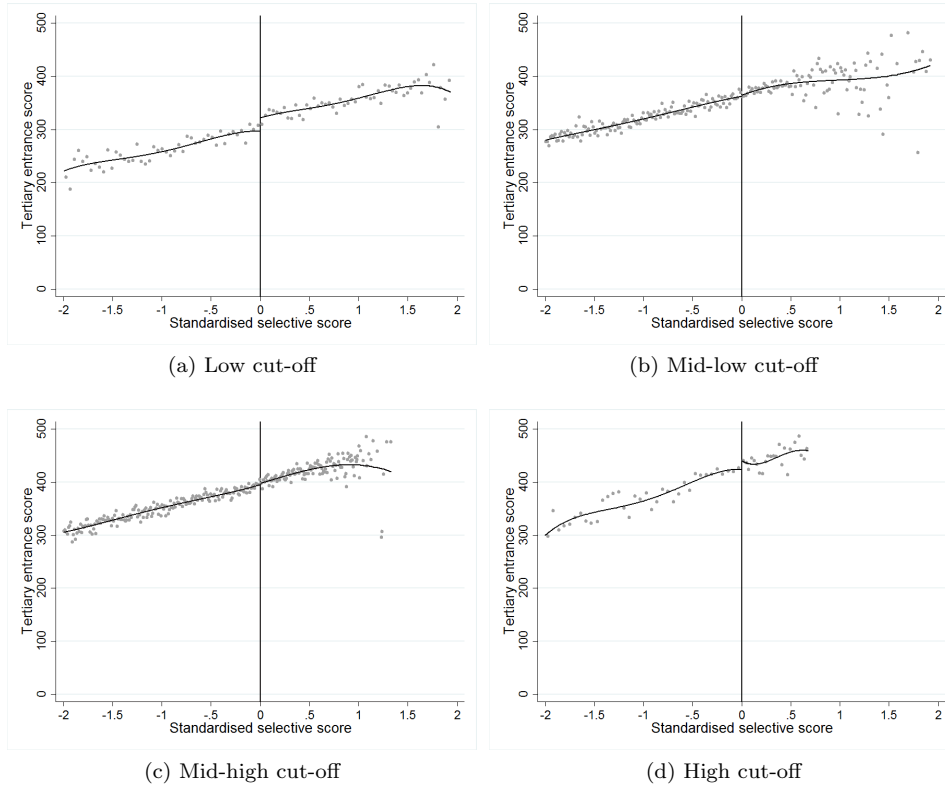 Tertiary entrance score
500
400
300
200
100
0
-2 -1.5 -1 -.5 0 .5 1 1.5 2
Standardised selective score
(a) Low cut-off
Tertiary entrance score
500
400
300
200
100
0
-2 -1.5 -1 -.5 0 .5 1 1.5 2
Standardised selective score
(b) Mid-low cut-off
Tertiary entrance score
500
400
300
200
100
0
-2 -1.5 -1 -.5 0 .5 1 1.5 2
Standardised selective score
(c) Mid-high cut-off
Tertiary entrance score
500
400
300
200
100
0
-2 -1.5 -1 -.5 0 .5 1 1.5 2
Standardised selective score
(d) High cut-off